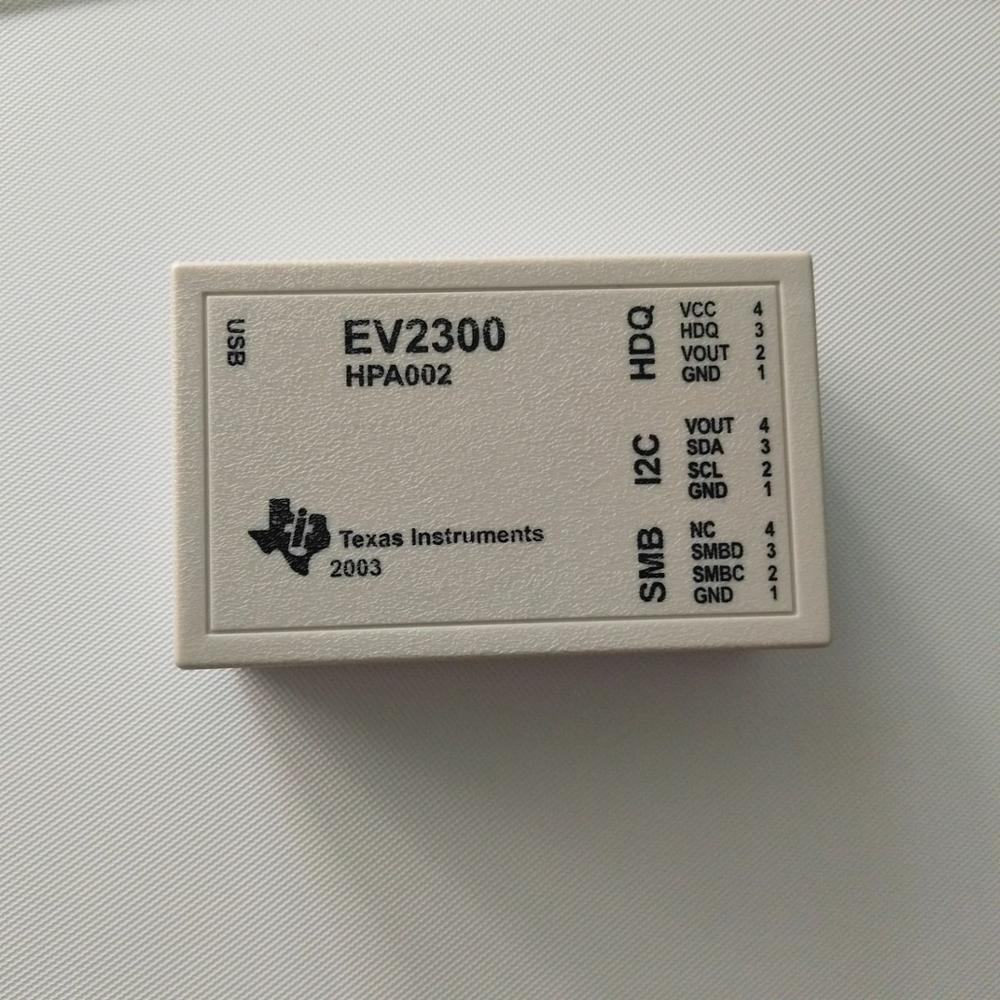 USB
EV2300
HPA002
Texas Instruments
2003
HDQ
VCC 4
HDQ 3
VOUT 2
GND 1
I2C
VOUT 4
SDA 3
SCL 2
GND 1
SMB
NC 4
SMBD 3
SMBC 2
GND 1